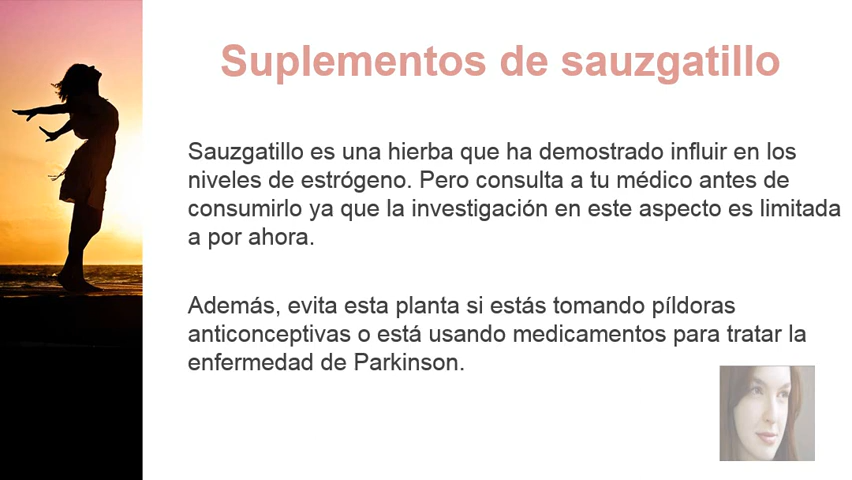 Suplementos de sauzgatillo
Sauzgatillo es una hierba que ha demostrado influir en los
niveles de estrógeno. Pero consulta a tu médico antes de
consumirlo ya que la investigación en este aspecto es limitada
a por ahora.
Además, evita esta planta si estás tomando píldoras
anticonceptivas o está usando medicamentos para tratar la
enfermedad de Parkinson.